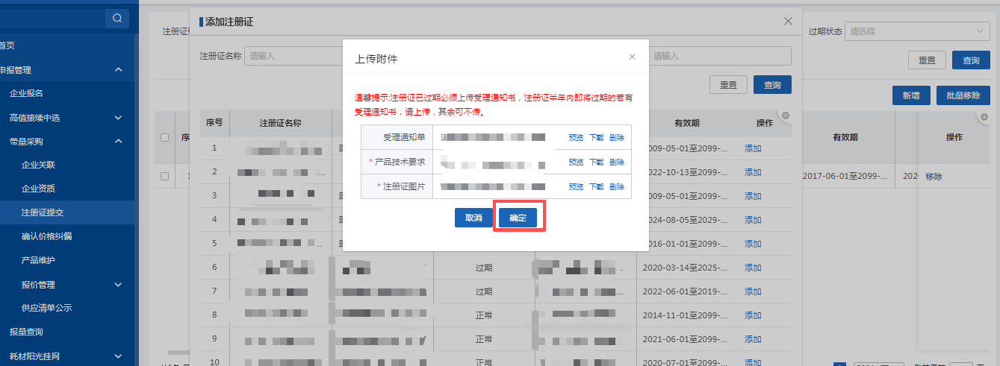 首页
申报管理
企业报名
高值接续中选
带量采购
企业关联
企业资质
注册证提交
确认价格纠偏
产品维护
报价管理
供应清单公示
报量查询
耗材阳光挂网
过期状态 请选择
重置 查询
新增 批量移除
有效期 操作
2017-06-01至2099-... 2020 移除
添加注册证
注册证名称 请输入
请输入
重置 查询
序号 注册证名称 有效期 操作
1 009-05-01至2099-... 添加
2 022-10-13至2099-... 添加
3 009-05-01至2099-... 添加
4 024-08-05至2029-... 添加
5 016-01-01至2099-... 添加
6 过期 2020-03-14至2025-... 添加
7 过期 2022-06-01至2019-... 添加
8 正常 2014-11-01至2099-... 添加
9 正常 2021-06-01至2099-... 添加
10 正常 2020-07-01至2099-... 添加
上传附件
温馨提示:注册证已过期必须上传受理通知书，注册证半年内即将过期的若有
受理通知书，请上传，其余可不传。
受理通知单 预览 下载 删除
* 产品技术要求 预览 下载 删除
* 注册证图片 预览 下载 删除
取消 确定